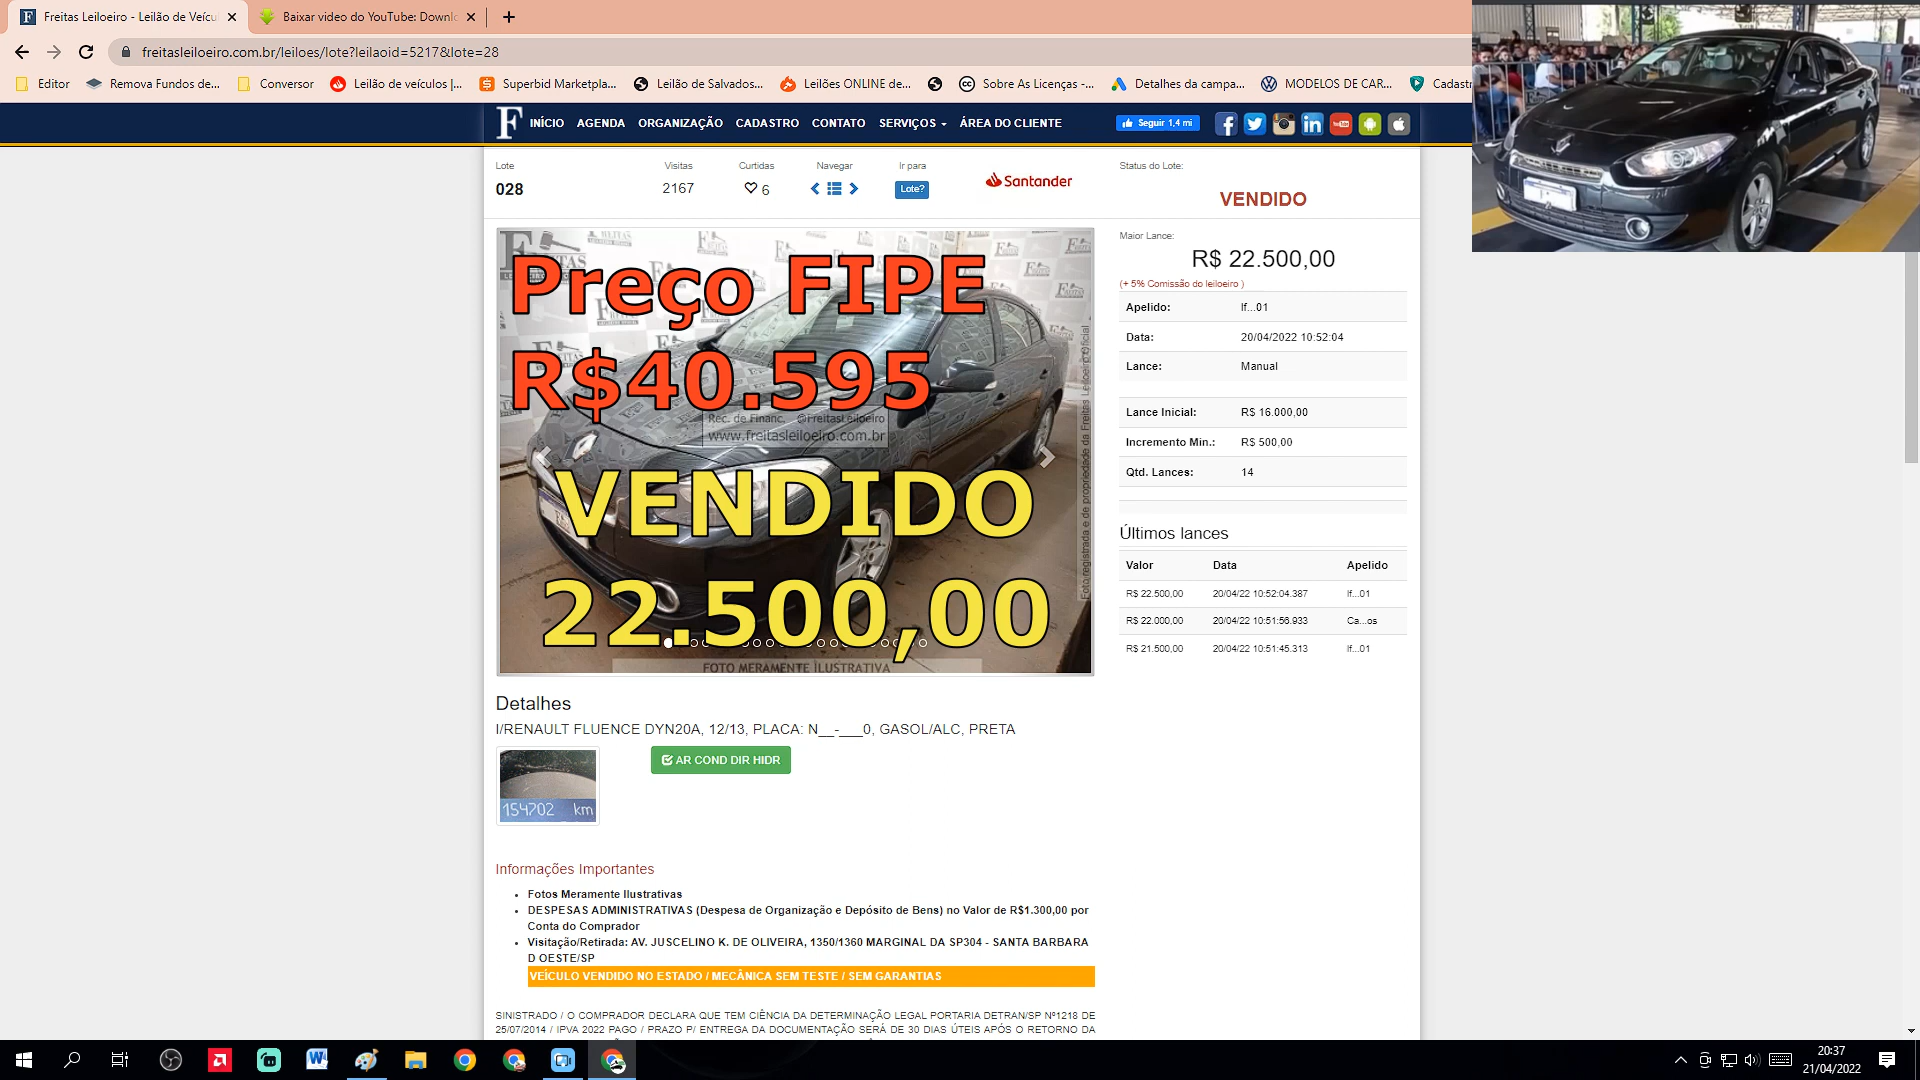 Freitas Leiloeiro - Leilão de Veícu
Baixar video do YouTube: Downlo
freitasleiloeiro.com.br/leiloes/lote?leilaoid=5217&lote=28
Editor
Remova Fundos de...
Conversor
Leilão de veículos |...
Superbid Marketpla...
Leilão de Salvados...
Leilões ONLINE de...
Sobre As Licenças -...
Detalhes da campa...
MODELOS DE CAR...
Cadast
INÍCIO AGENDA ORGANIZAÇÃO CADASTRO CONTATO SERVIÇOS ÁREA DO CLIENTE
Seguir 1,4 mi
Lote
028
Visitas
2167
Curtidas
6
Navegar
Ir para
Lote?
Santander
Status do Lote:
VENDIDO
Preço FIPE
R$40.595
Rec. de Financ. @FreitasLeiloeiro
www.freitasleiloeiro.com.br
VENDIDO
22.500,00
Foto registrada e de propriedade da Freitas Leiloeiro Oficial
FOTO MERAMENTE ILUSTRATIVA
Maior Lance:
R$ 22.500,00
(+ 5% Comissão do leiloeiro )
Apelido: If...01
Data: 20/04/2022 10:52:04
Lance: Manual
Lance Inicial: R$ 16.000,00
Incremento Min.: R$ 500,00
Qtd. Lances: 14
Últimos lances
Valor Data Apelido
R$ 22.500,00 20/04/22 10:52:04.387 If...01
R$ 22.000,00 20/04/22 10:51:56.933 Ca...os
R$ 21.500,00 20/04/22 10:51:45.313 If...01
Detalhes
I/RENAULT FLUENCE DYN20A, 12/13, PLACA: N__-___0, GASOL/ALC, PRETA
154702 km
AR COND DIR HIDR
Informações Importantes
Fotos Meramente Ilustrativas
DESPESAS ADMINISTRATIVAS (Despesa de Organização e Depósito de Bens) no Valor de R$1.300,00 por
Conta do Comprador
Visitação/Retirada: AV. JUSCELINO K. DE OLIVEIRA, 1350/1360 MARGINAL DA SP304 - SANTA BARBARA
D OESTE/SP
VEÍCULO VENDIDO NO ESTADO / MECÂNICA SEM TESTE / SEM GARANTIAS
SINISTRADO / O COMPRADOR DECLARA QUE TEM CIÊNCIA DA DETERMINAÇÃO LEGAL PORTARIA DETRAN/SP Nº1218 DE
25/07/2014 / IPVA 2022 PAGO / PRAZO P/ ENTREGA DA DOCUMENTAÇÃO SERÁ DE 30 DIAS ÚTEIS APÓS O RETORNO DA
20:37
21/04/2022